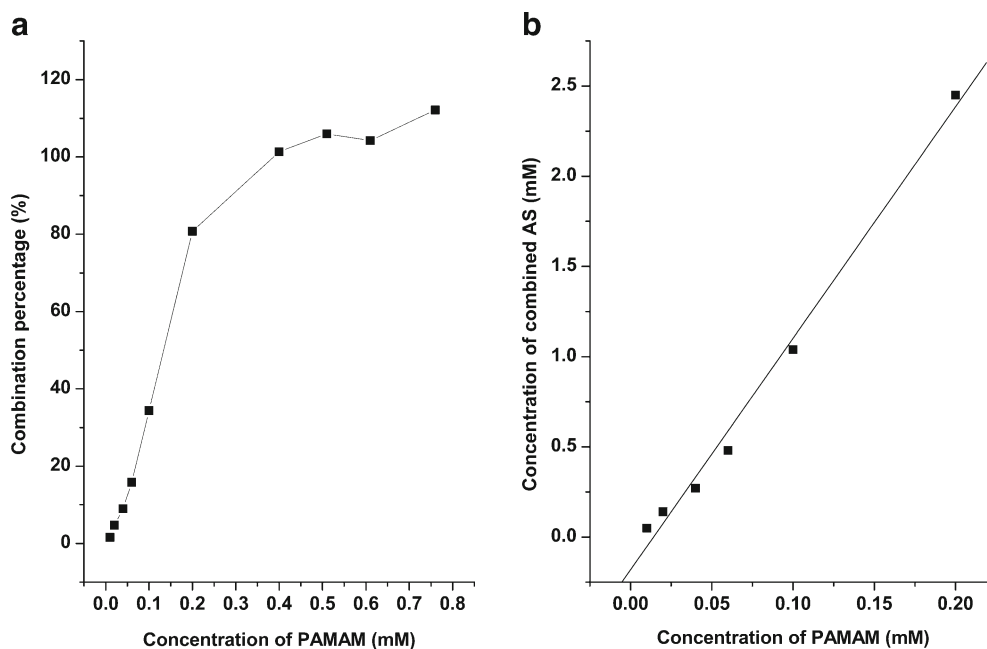 a
120
100
80
60
40
20
0
Combination percentage (%)
0.0 0.1 0.2 0.3 0.4 0.5 0.6 0.7 0.8
Concentration of PAMAM (mM)
b
2.5
2.0
1.5
1.0
0.5
0.0
Concentration of combined AS (mM)
0.00 0.05 0.10 0.15 0.20
Concentration of PAMAM (mM)